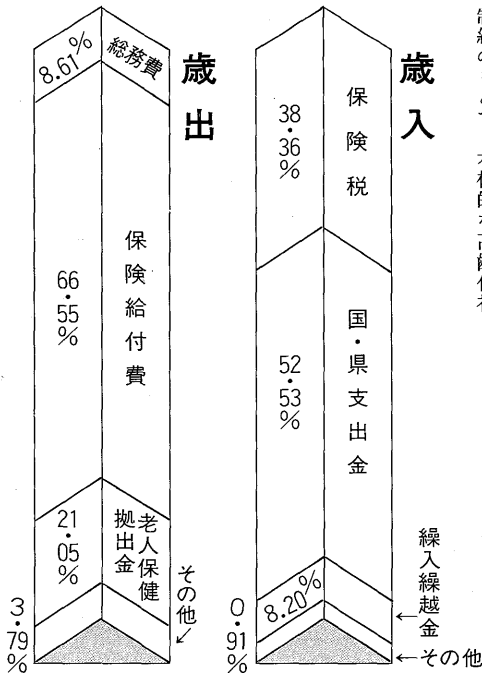 歳入
保険税
38.36%
国・県支出金
52.53%
繰入繰越金
8.20%
その他
0.91%
歳出
総務費
8.61%
保険給付費
66.55%
老人保健
拠出金
21.05%
その他
3.79%